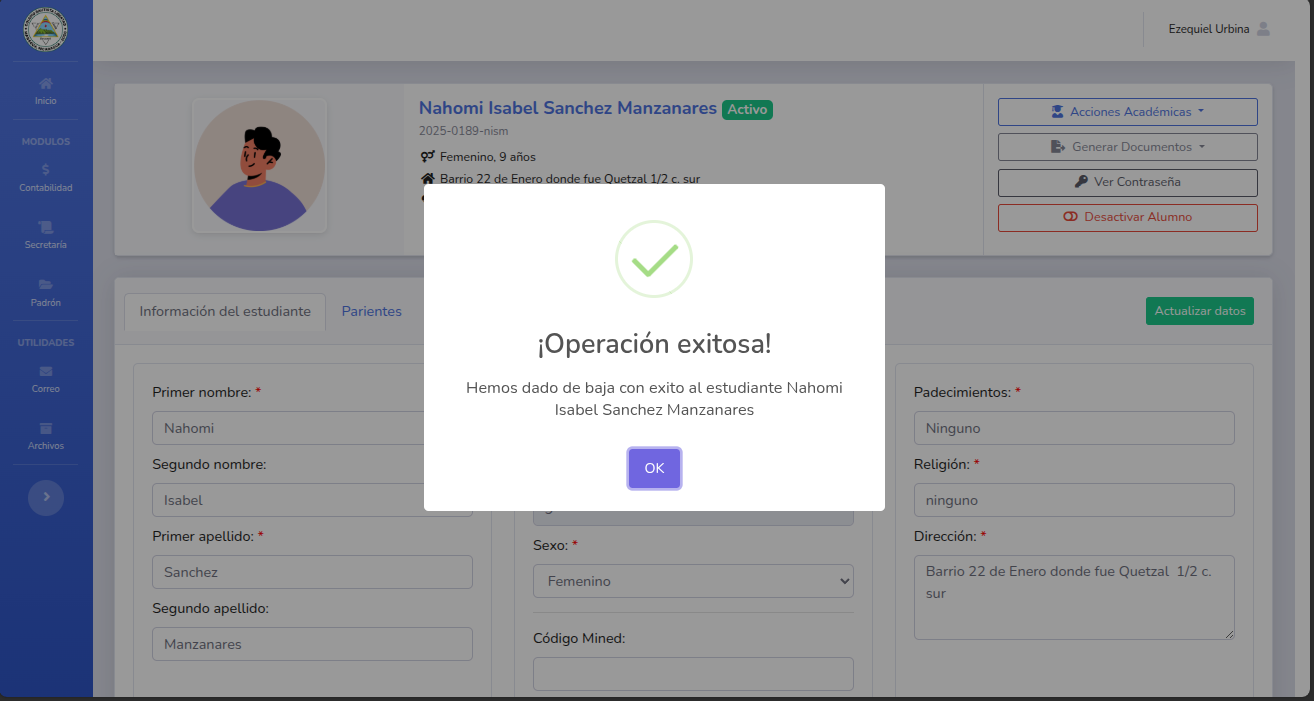 Ezequiel Urbina
Inicio
MODULOS
Contabilidad
Secretaría
Padrón
UTILIDADES
Correo
Archivos
Nahomi Isabel Sanchez Manzanares Activo
2025-0189-nism
Femenino, 9 años
Barrio 22 de Enero donde fue Quetzal 1/2 c. sur
Acciones Académicas
Generar Documentos
Ver Contraseña
Desactivar Alumno
Información del estudiante
Parientes
Actualizar datos
¡Operación exitosa!
Hemos dado de baja con exito al estudiante Nahomi
Isabel Sanchez Manzanares
OK
Primer nombre: *
Nahomi
Segundo nombre:
Isabel
Primer apellido: *
Sanchez
Segundo apellido:
Manzanares
Sexo: *
Femenino
Código Mined:
Padecimientos: *
Ninguno
Religión: *
ninguno
Dirección: *
Barrio 22 de Enero donde fue Quetzal 1/2 c.
sur